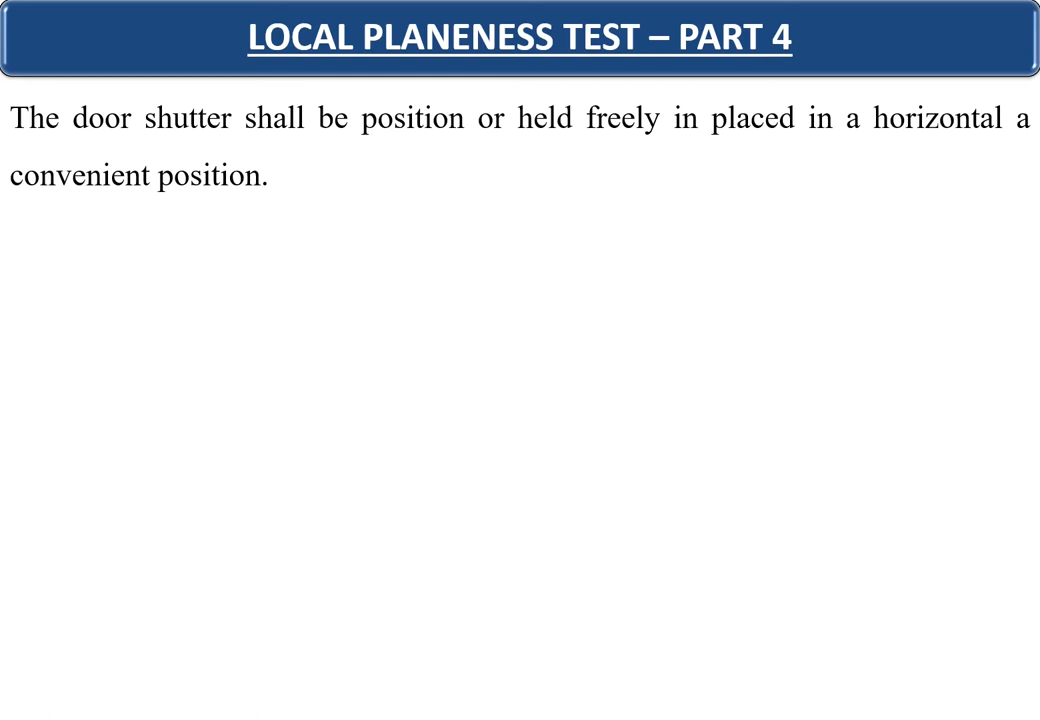 LOCAL PLANENESS TEST – PART 4
The door shutter shall be position or held freely in placed in a horizontal a
convenient position.